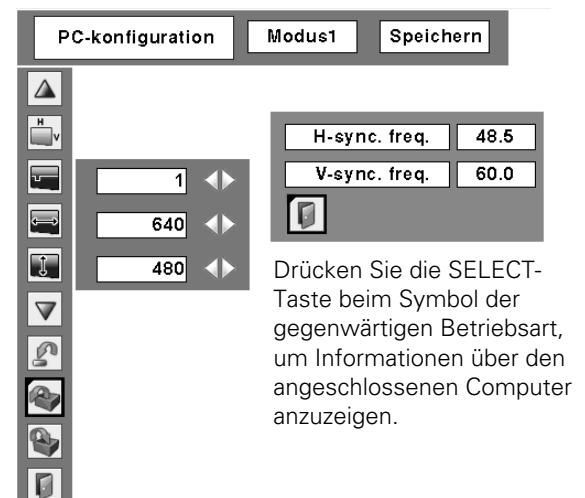 PC-konfiguration Modus1 Speichern
H V
H-sync. freq. 48.5
V-sync. freq. 60.0
1
640
480
Drücken Sie die SELECT-
Taste beim Symbol der
gegenwärtigen Betriebsart,
um Informationen über den
angeschlossenen Computer
anzuzeigen.